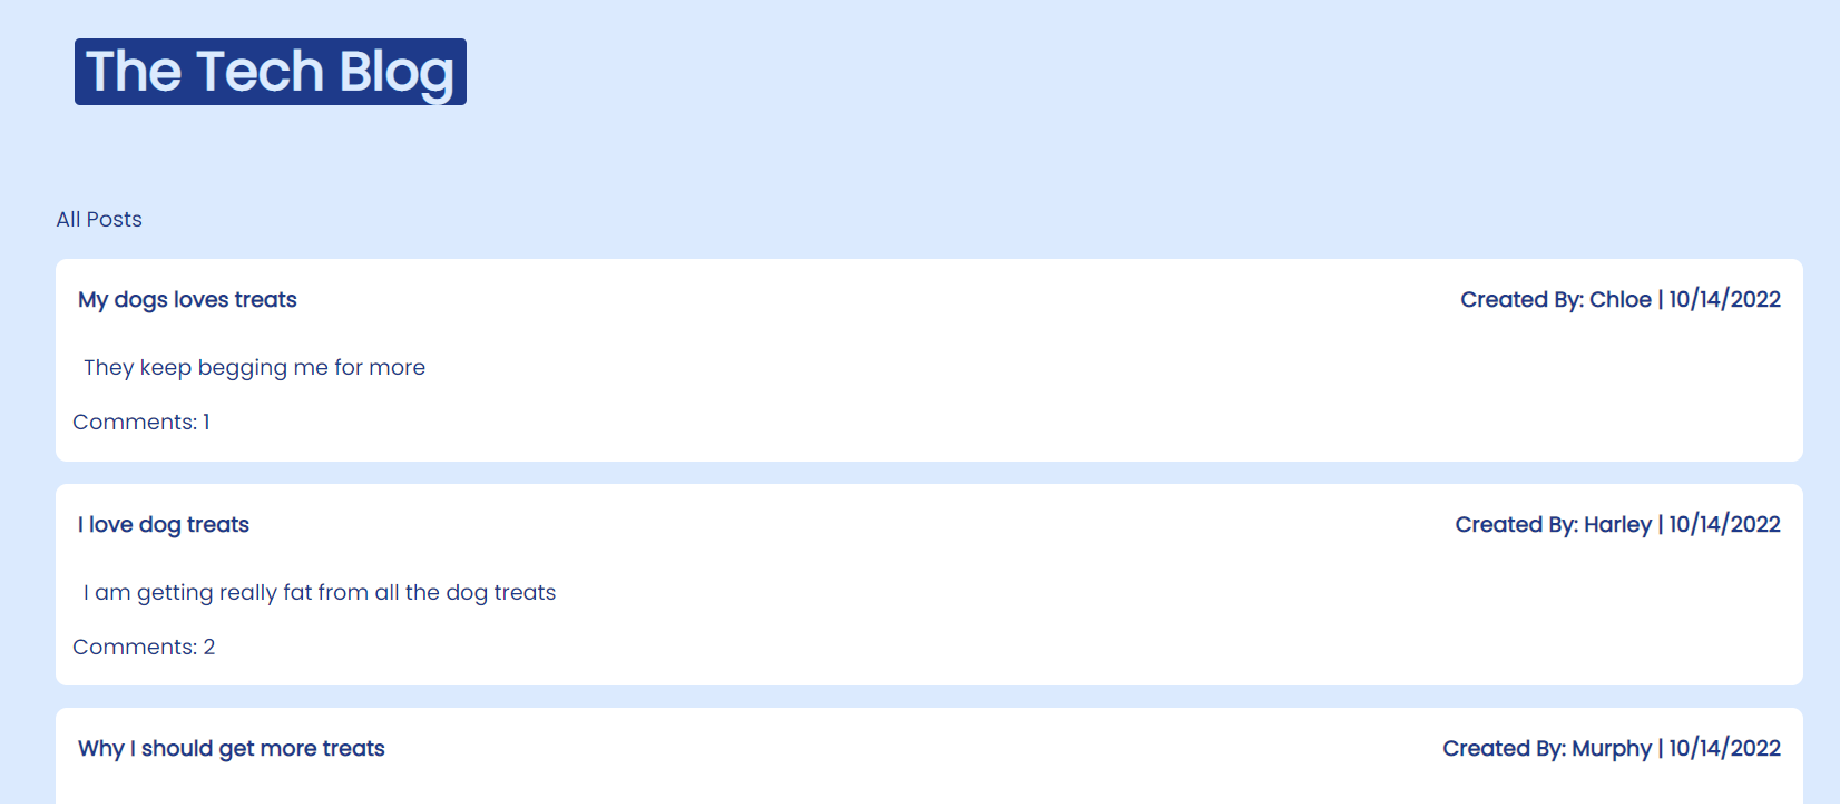 The Tech Blog
All Posts
My dogs loves treats
Created By: Chloe | 10/14/2022
They keep begging me for more
Comments: 1
I love dog treats
Created By: Harley | 10/14/2022
I am getting really fat from all the dog treats
Comments: 2
Why I should get more treats
Created By: Murphy | 10/14/2022